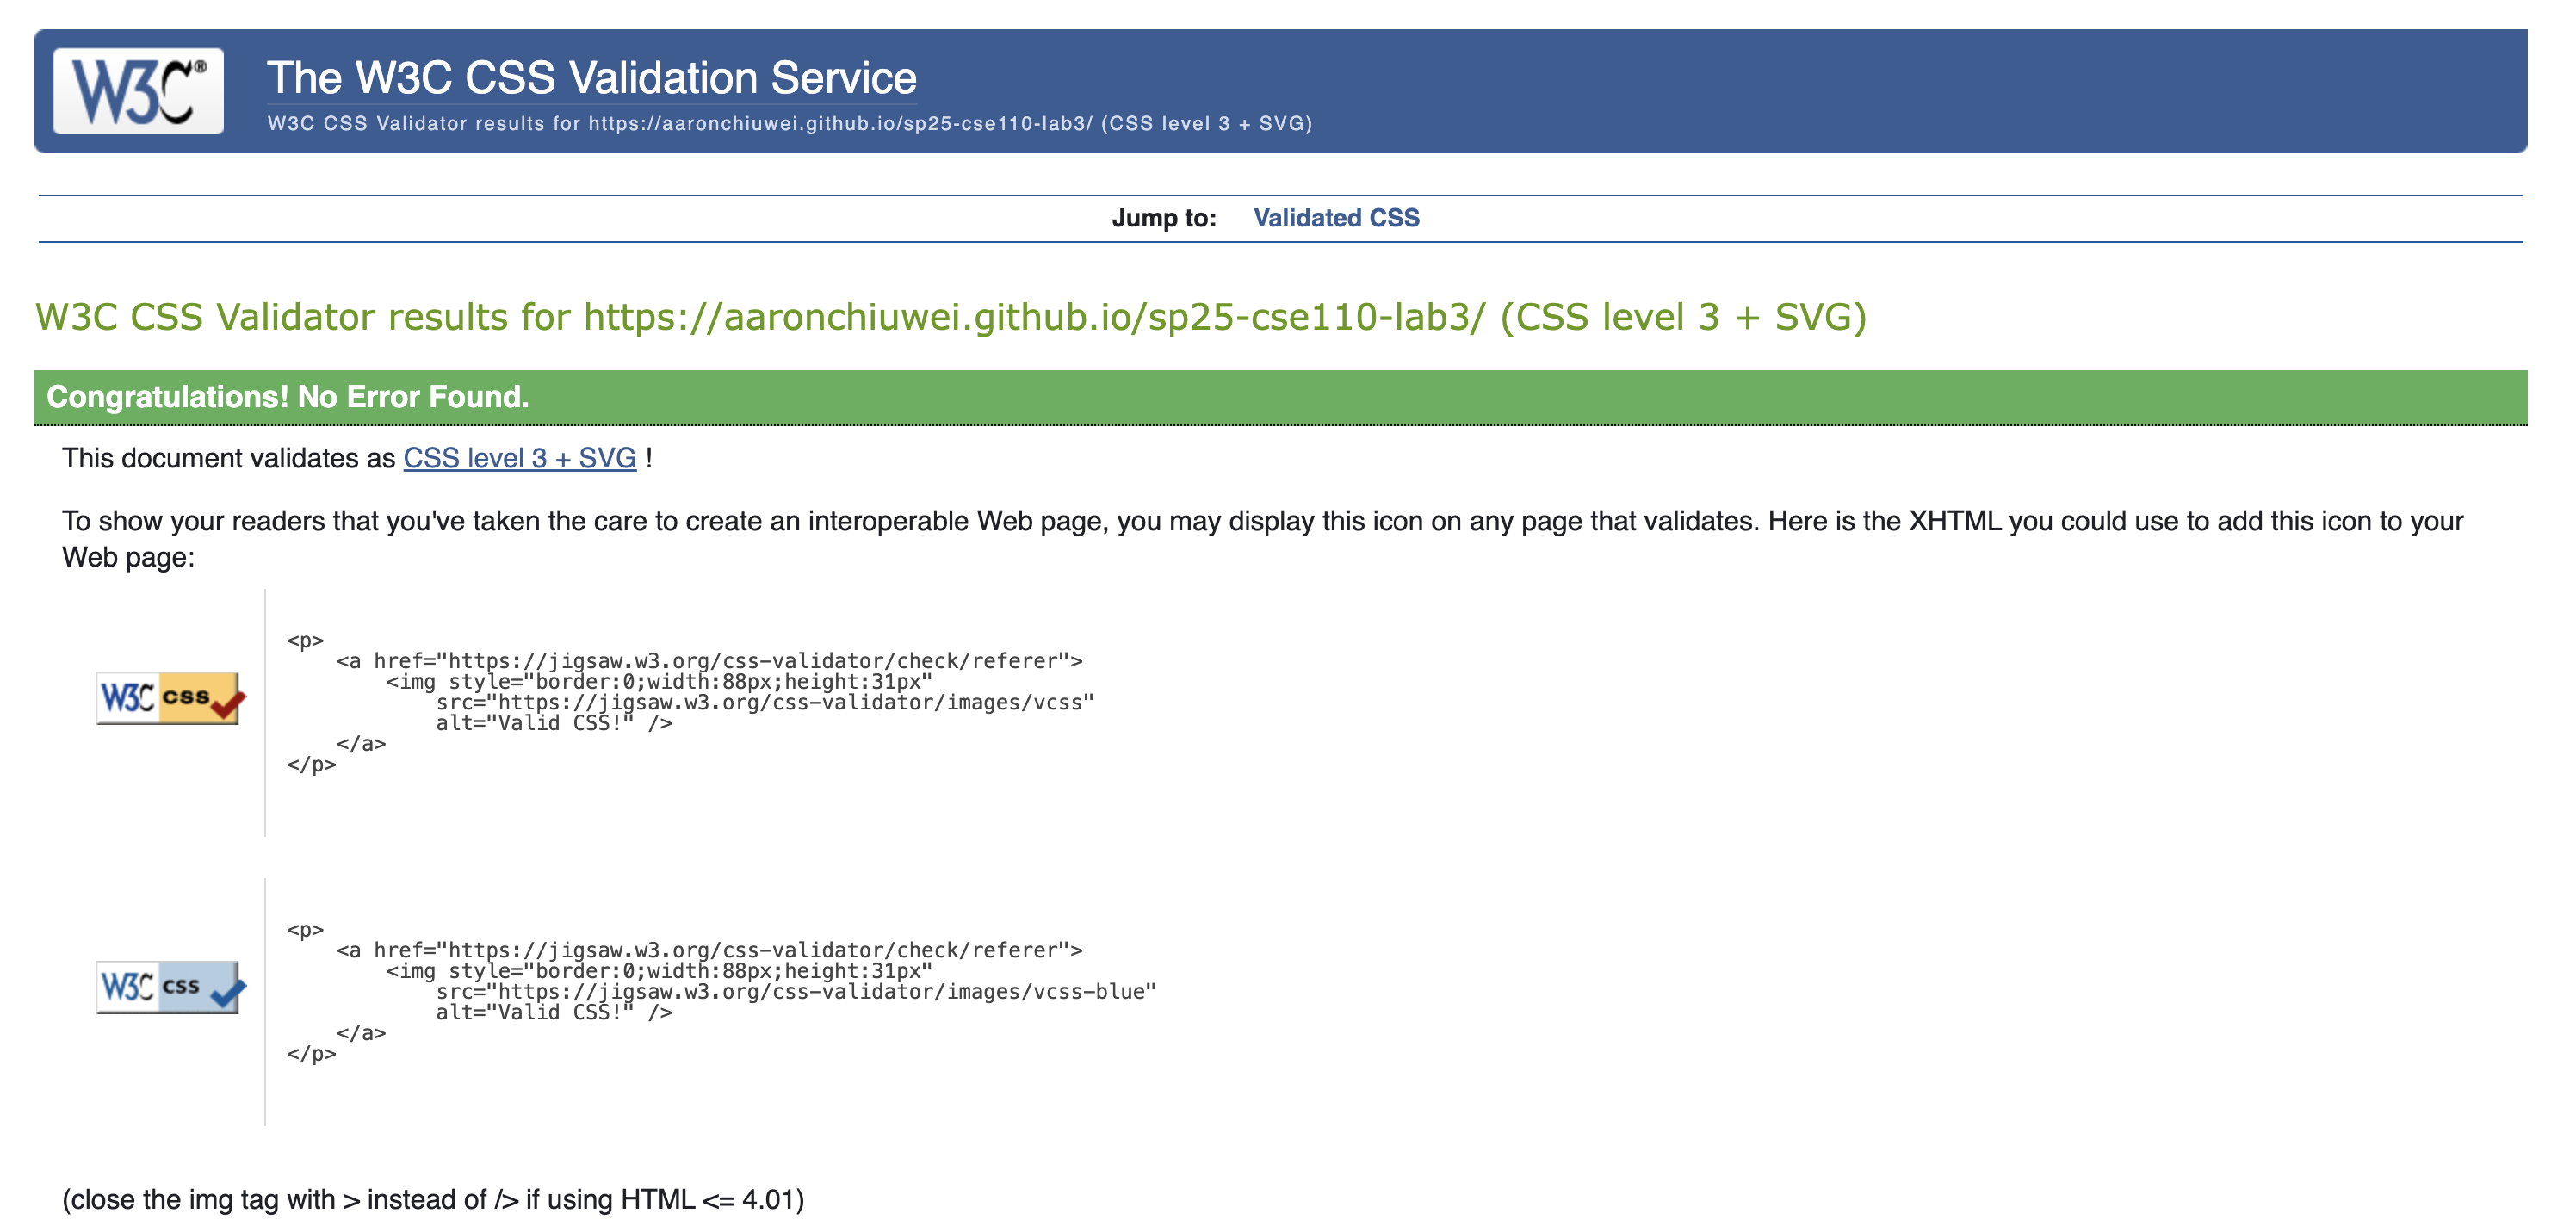 W3C®
The W3C CSS Validation Service
W3C CSS Validator results for https://aaronchiuwei.github.io/sp25-cse110-lab3/ (CSS level 3 + SVG)
Jump to: Validated CSS
W3C CSS Validator results for https://aaronchiuwei.github.io/sp25-cse110-lab3/ (CSS level 3 + SVG)
Congratulations! No Error Found.
This document validates as CSS level 3 + SVG !
To show your readers that you've taken the care to create an interoperable Web page, you may display this icon on any page that validates. Here is the XHTML you could use to add this icon to your
Web page:
W3C css
<p>
    <a href="https://jigsaw.w3.org/css-validator/check/referer">
        <img style="border:0;width:88px;height:31px"
            src="https://jigsaw.w3.org/css-validator/images/vcss"
            alt="Valid CSS!" />
    </a>
</p>
W3C css
<p>
    <a href="https://jigsaw.w3.org/css-validator/check/referer">
        <img style="border:0;width:88px;height:31px"
            src="https://jigsaw.w3.org/css-validator/images/vcss-blue"
            alt="Valid CSS!" />
    </a>
</p>
(close the img tag with > instead of /> if using HTML <= 4.01)